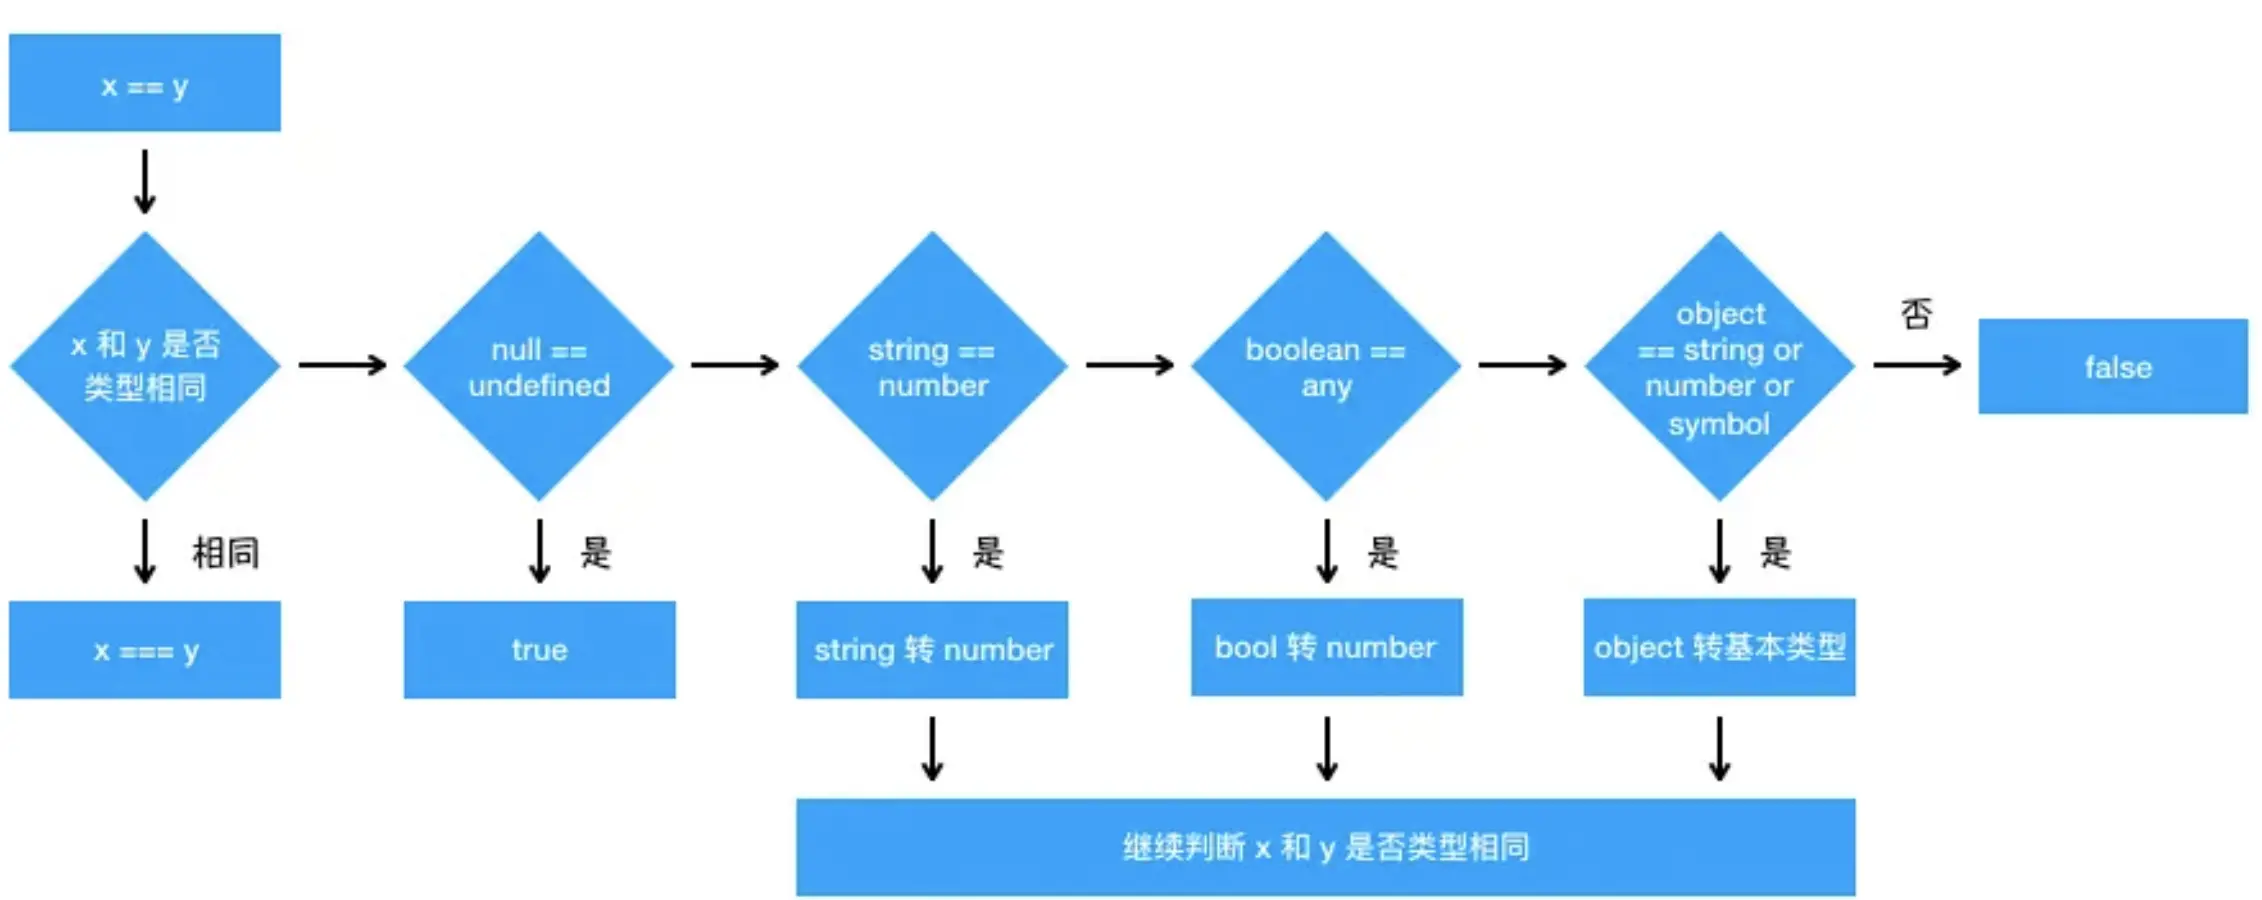 x == y
x 和 y 是否
类型相同
null ==
undefined
string ==
number
boolean ==
any
object
== string or
number or
symbol
否
false
相同
是
是
是
是
x === y
true
string 转 number
bool 转 number
object 转基本类型
继续判断 x 和 y 是否类型相同